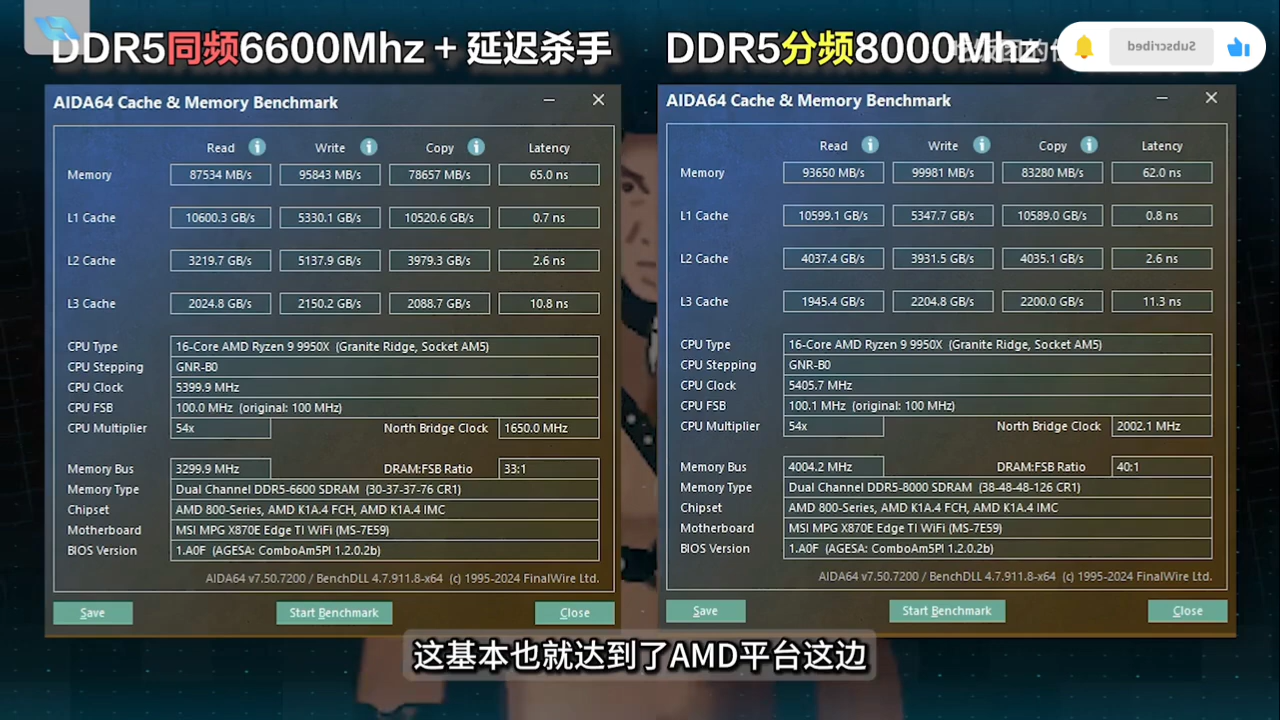 DDR5同频6600Mhz + 延迟杀手
AIDA64 Cache & Memory Benchmark
Read Write Copy Latency
Memory 87534 MB/s 95843 MB/s 78657 MB/s 65.0 ns
L1 Cache 10600.3 GB/s 5330.1 GB/s 10520.6 GB/s 0.7 ns
L2 Cache 3219.7 GB/s 5137.9 GB/s 3979.3 GB/s 2.6 ns
L3 Cache 2024.8 GB/s 2150.2 GB/s 2088.7 GB/s 10.8 ns
CPU Type 16-Core AMD Ryzen 9 9950X (Granite Ridge, Socket AM5)
CPU Stepping GNR-B0
CPU Clock 5399.9 MHz
CPU FSB 100.0 MHz (original: 100 MHz)
CPU Multiplier 54x North Bridge Clock 1650.0 MHz
Memory Bus 3299.9 MHz DRAM:FSB Ratio 33:1
Memory Type Dual Channel DDR5-6600 SDRAM (30-37-37-76 CR1)
Chipset AMD 800-Series, AMD K1A.4 FCH, AMD K1A.4 IMC
Motherboard MSI MPG X870E Edge TI WiFi (MS-7E59)
BIOS Version 1.A0F (AGESA: ComboAm5PI 1.2.0.2b)
AIDA64 v7.50.7200 / BenchDLL 4.7.911.8-x64 (c) 1995-2024 FinalWire Ltd.
Save Start Benchmark Close
DDR5分频8000Mhz
Subscribed
AIDA64 Cache & Memory Benchmark
Read Write Copy Latency
Memory 93650 MB/s 99981 MB/s 83280 MB/s 62.0 ns
L1 Cache 10599.1 GB/s 5347.7 GB/s 10589.0 GB/s 0.8 ns
L2 Cache 4037.4 GB/s 3931.5 GB/s 4035.1 GB/s 2.6 ns
L3 Cache 1945.4 GB/s 2204.8 GB/s 2200.0 GB/s 11.3 ns
CPU Type 16-Core AMD Ryzen 9 9950X (Granite Ridge, Socket AM5)
CPU Stepping GNR-B0
CPU Clock 5405.7 MHz
CPU FSB 100.1 MHz (original: 100 MHz)
CPU Multiplier 54x North Bridge Clock 2002.1 MHz
Memory Bus 4004.2 MHz DRAM:FSB Ratio 40:1
Memory Type Dual Channel DDR5-8000 SDRAM (38-48-48-126 CR1)
Chipset AMD 800-Series, AMD K1A.4 FCH, AMD K1A.4 IMC
Motherboard MSI MPG X870E Edge TI WiFi (MS-7E59)
BIOS Version 1.A0F (AGESA: ComboAm5PI 1.2.0.2b)
AIDA64 v7.50.7200 / BenchDLL 4.7.911.8-x64 (c) 1995-2024 FinalWire Ltd.
Save Start Benchmark Close
这基本也就达到了AMD平台这边